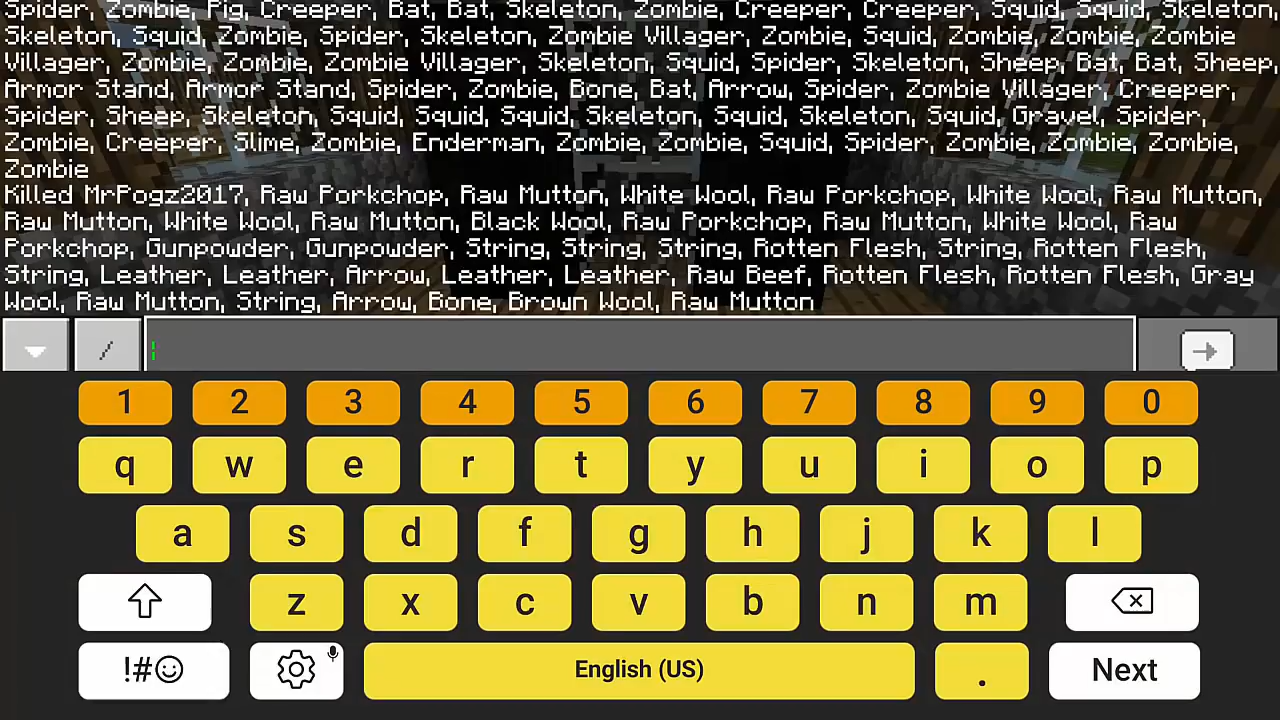 Spider, Zombie, Pig, Creeper, Bat, Bat, Skeleton, Zombie, Creeper, Creeper, Squid, Squid, Skeleton,
Skeleton, Squid, Zombie, Spider, Skeleton, Zombie Villager, Zombie, Squid, Zombie, Zombie, Zombie
Villager, Zombie, Zombie, Zombie Villager, Skeleton, Squid, Spider, Skeleton, Sheep, Bat, Bat, Sheep,
Armor Stand, Armor Stand, Spider, Zombie, Bone, Bat, Arrow, Spider, Zombie Villager, Creeper,
Spider, Sheep, Skeleton, Squid, Squid, Squid, Skeleton, Squid, Skeleton, Squid, Gravel, Spider,
Zombie, Creeper, Slime, Zombie, Enderman, Zombie, Zombie, Squid, Spider, Zombie, Zombie, Zombie,
Zombie
Killed MrPogz2017, Raw Porkchop, Raw Mutton, White Wool, Raw Porkchop, White Wool, Raw Mutton,
Raw Mutton, White Wool, Raw Mutton, Black Wool, Raw Porkchop, Raw Mutton, White Wool, Raw
Porkchop, Gunpowder, Gunpowder, String, String, String, Rotten Flesh, String, Rotten Flesh,
String, Leather, Leather, Arrow, Leather, Leather, Raw Beef, Rotten Flesh, Rotten Flesh, Gray
Wool, Raw Mutton, String, Arrow, Bone, Brown Wool, Raw Mutton
/
1 2 3 4 5 6 7 8 9 0
q w e r t y u i o p
a s d f g h j k l
z x c v b n m
!#☺ English (US) . Next